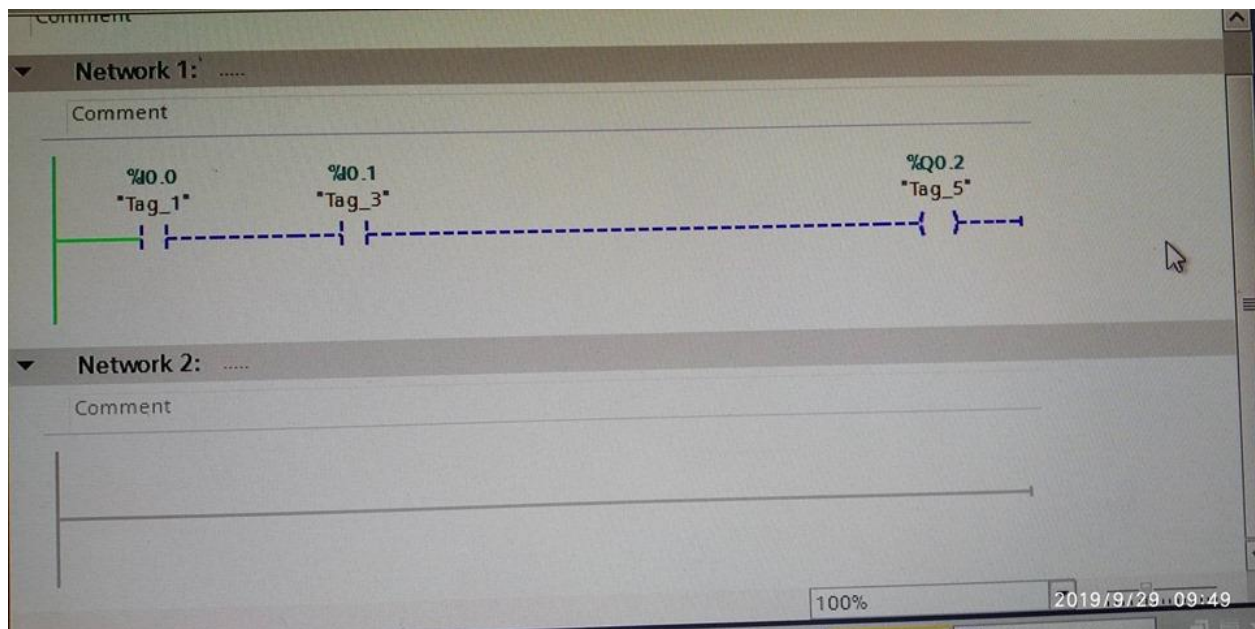 Comment
Network 1: .....
Comment
%I0.0
"Tag_1"
%I0.1
"Tag_3"
%Q0.2
"Tag_5"
Network 2: .....
Comment
100%
2019/9/29 09:49